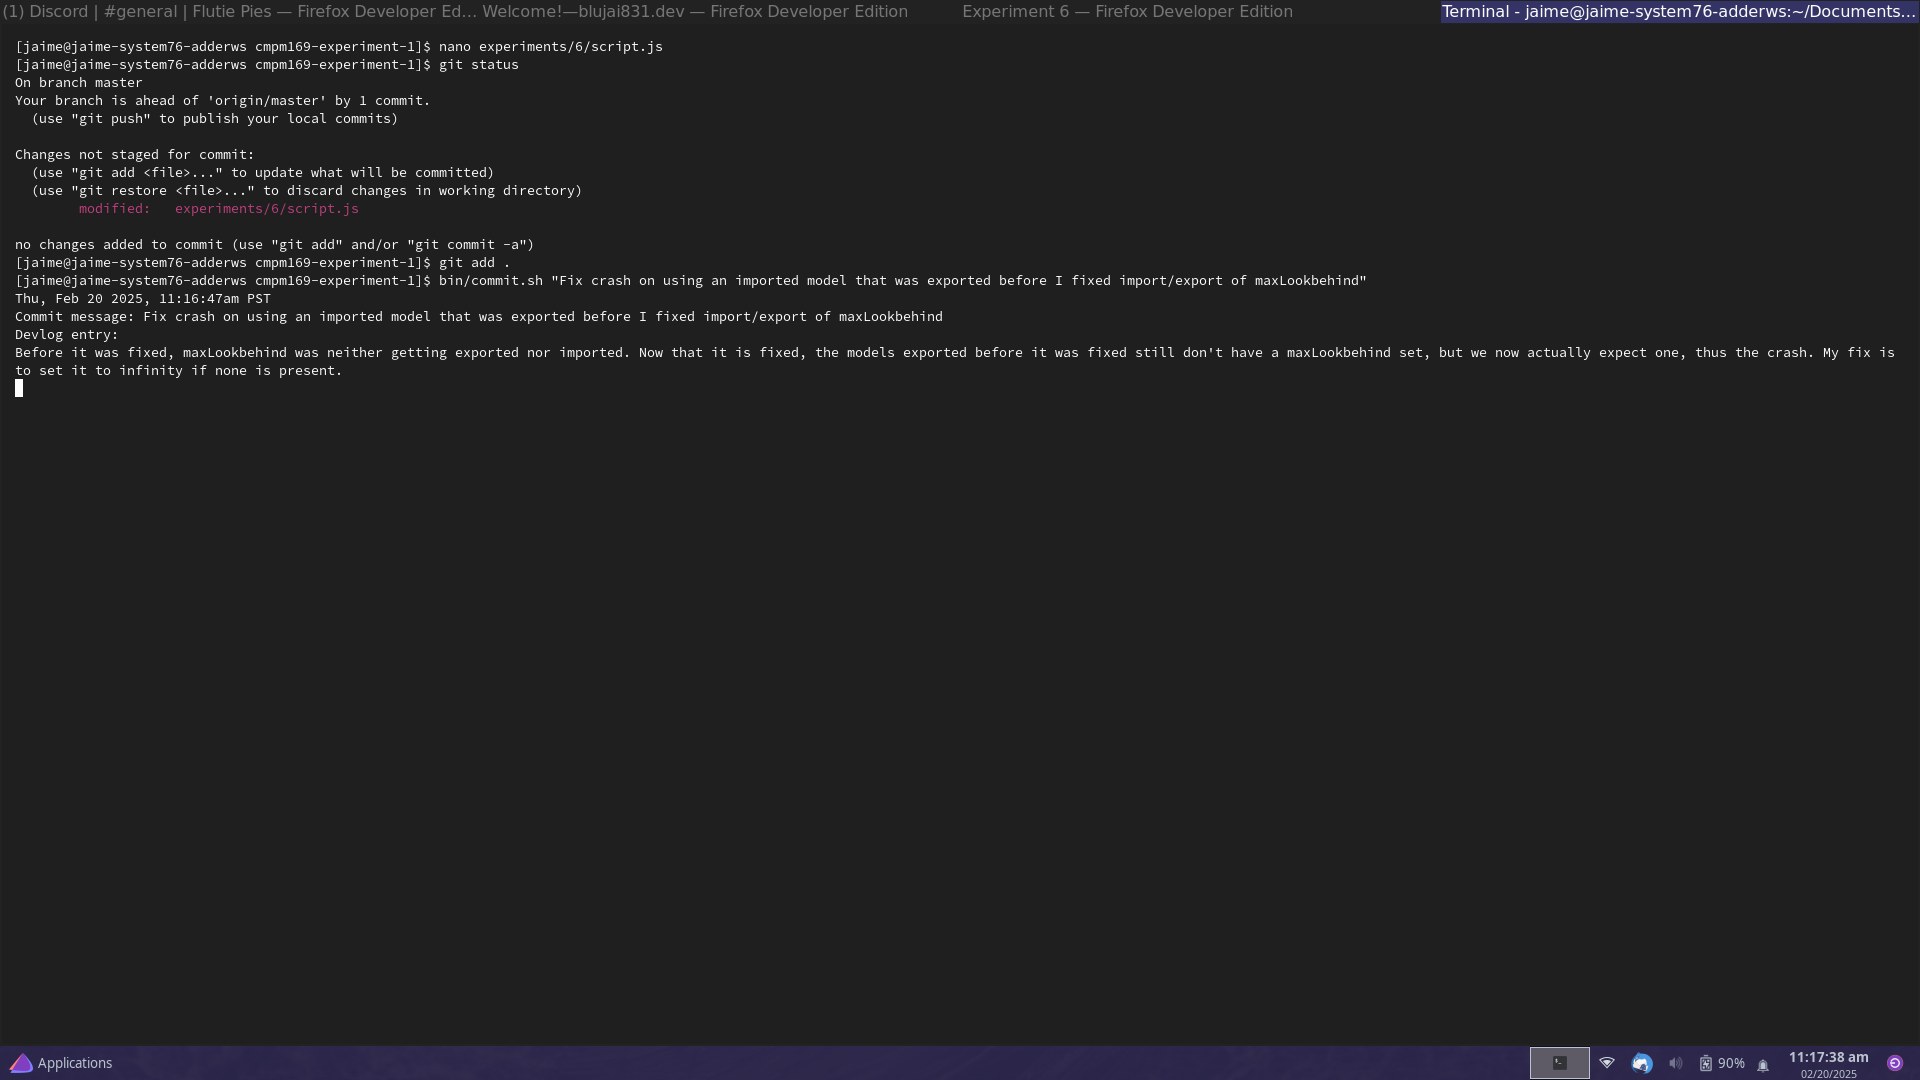 (1) Discord | #general | Flutie Pies — Firefox Developer Ed... Welcome!—blujai831.dev — Firefox Developer Edition Experiment 6 — Firefox Developer Edition Terminal - jaime@jaime-system76-adderws:~/Documents...
[jaime@jaime-system76-adderws cmpm169-experiment-1]$ nano experiments/6/script.js
[jaime@jaime-system76-adderws cmpm169-experiment-1]$ git status
On branch master
Your branch is ahead of 'origin/master' by 1 commit.
  (use "git push" to publish your local commits)
Changes not staged for commit:
  (use "git add <file>..." to update what will be committed)
  (use "git restore <file>..." to discard changes in working directory)
        modified:   experiments/6/script.js
no changes added to commit (use "git add" and/or "git commit -a")
[jaime@jaime-system76-adderws cmpm169-experiment-1]$ git add .
[jaime@jaime-system76-adderws cmpm169-experiment-1]$ bin/commit.sh "Fix crash on using an imported model that was exported before I fixed import/export of maxLookbehind"
Thu, Feb 20 2025, 11:16:47am PST
Commit message: Fix crash on using an imported model that was exported before I fixed import/export of maxLookbehind
Devlog entry:
Before it was fixed, maxLookbehind was neither getting exported nor imported. Now that it is fixed, the models exported before it was fixed still don't have a maxLookbehind set, but we now actually expect one, thus the crash. My fix is
to set it to infinity if none is present.
Applications
90%
11:17:38 am
02/20/2025